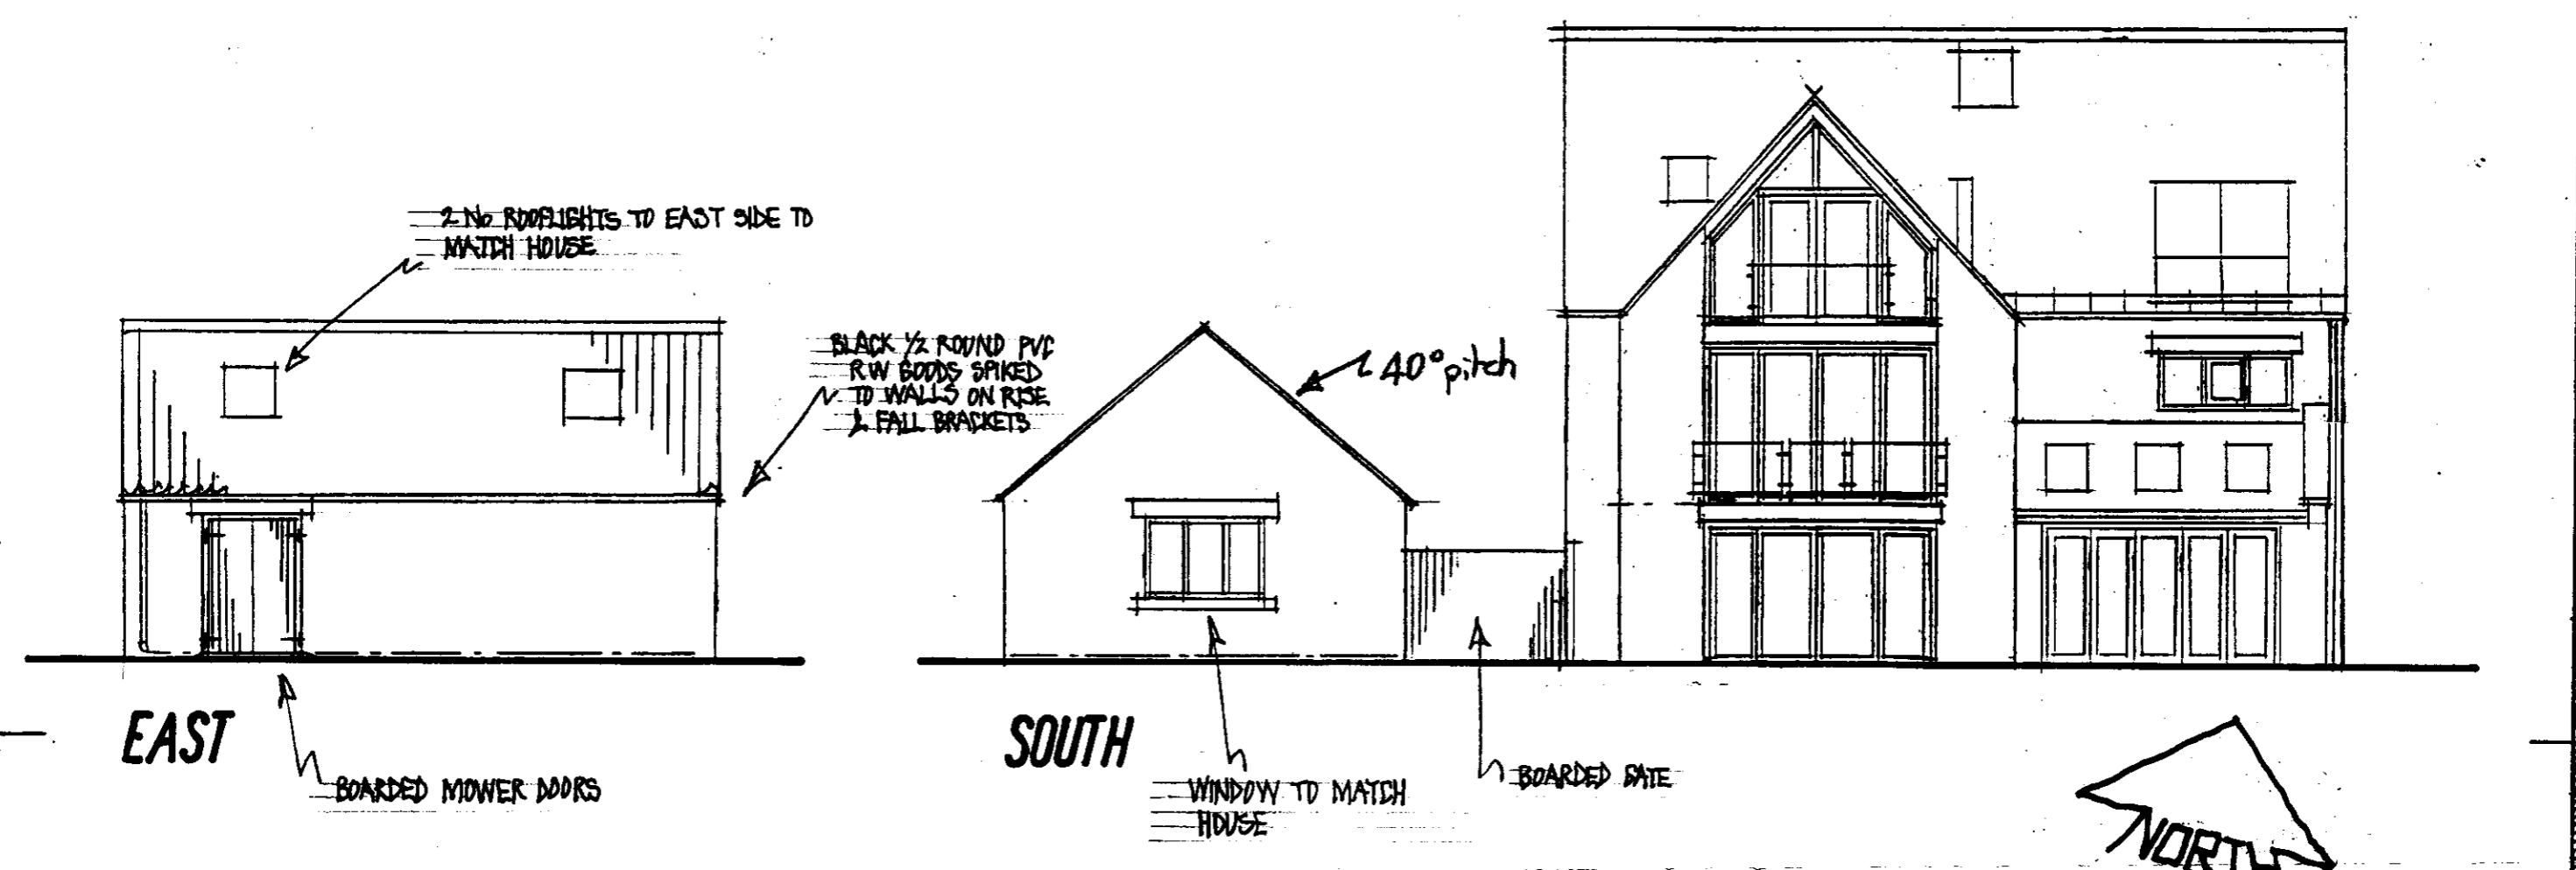 2 No ROOFLIGHTS TO EAST SIDE TO
MATCH HOUSE
BLACK 1/2 ROUND PVC
RW GOODS SPIKED
TO WALLS ON RISE
& FALL BRACKETS
40° pitch
EAST
BOARDED MOWER DOORS
SOUTH
WINDOW TO MATCH
HOUSE
BOARDED GATE
NORTH